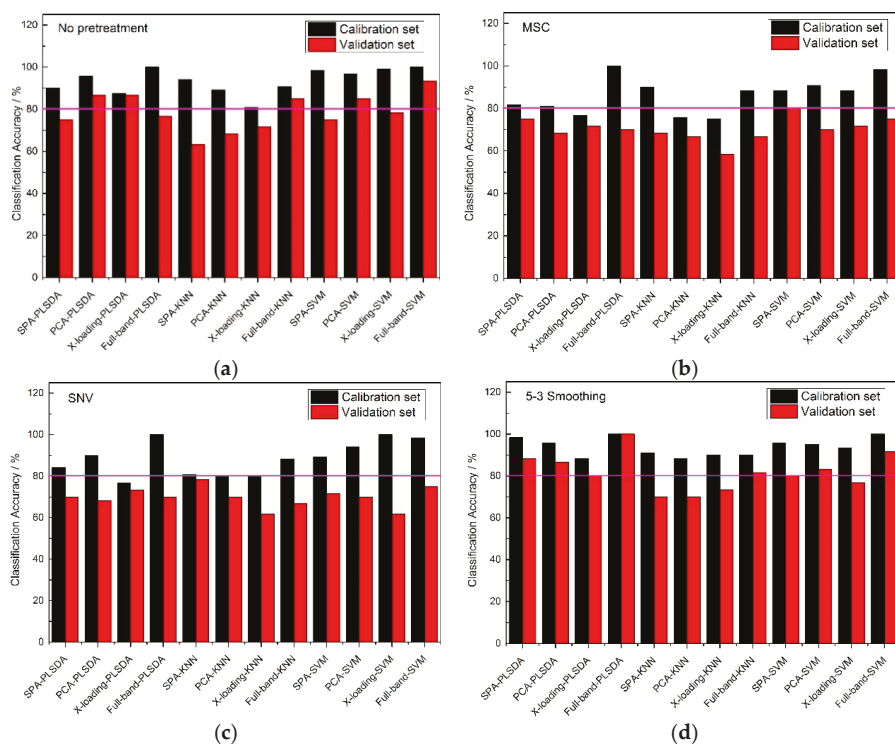 No pretreatment
Calibration set
Validation set
Classification Accuracy / %
120
100
80
60
40
20
0
SPA-PLSDA
PCA-PLSDA
X-loading-PLSDA
Full-band-PLSDA
SPA-KNN
PCA-KNN
X-loading-KNN
Full-band-KNN
SPA-SVM
PCA-SVM
X-loading-SVM
Full-band-SVM
(a)
MSC
Calibration set
Validation set
Classification Accuracy / %
120
100
80
60
40
20
0
SPA-PLSDA
PCA-PLSDA
X-loading-PLSDA
Full-band-PLSDA
SPA-KNN
PCA-KNN
X-loading-KNN
Full-band-KNN
SPA-SVM
PCA-SVM
X-loading-SVM
Full-band-SVM
(b)
SNV
Calibration set
Validation set
Classification Accuracy / %
120
100
80
60
40
20
0
SPA-PLSDA
PCA-PLSDA
X-loading-PLSDA
Full-band-PLSDA
SPA-KNN
PCA-KNN
X-loading-KNN
Full-band-KNN
SPA-SVM
PCA-SVM
X-loading-SVM
Full-band-SVM
(c)
5-3 Smoothing
Calibration set
Validation set
Classification Accuracy / %
120
100
80
60
40
20
0
SPA-PLSDA
PCA-PLSDA
X-loading-PLSDA
Full-band-PLSDA
SPA-KNN
PCA-KNN
X-loading-KNN
Full-band-KNN
SPA-SVM
PCA-SVM
X-loading-SVM
Full-band-SVM
(d)